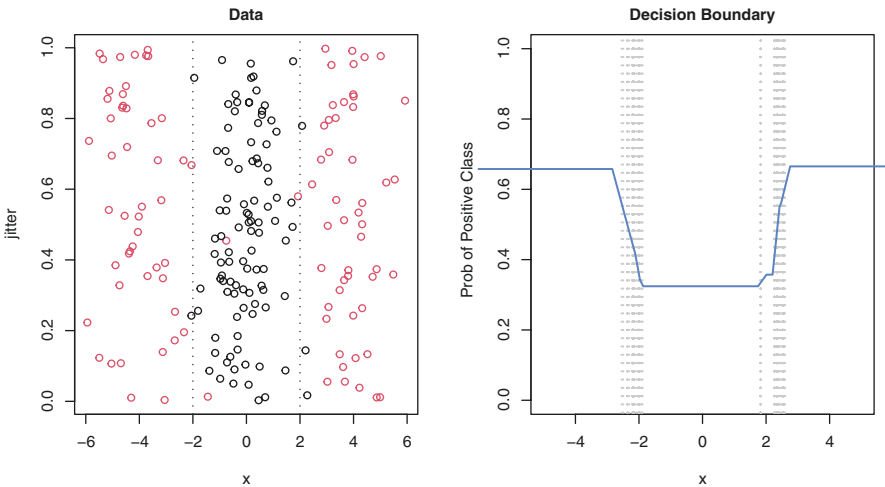 Data
jitter
0.0 0.2 0.4 0.6 0.8 1.0
−6 −4 −2 0 2 4 6
x
Decision Boundary
Prob of Positive Class
0.0 0.2 0.4 0.6 0.8 1.0
−4 −2 0 2 4
x